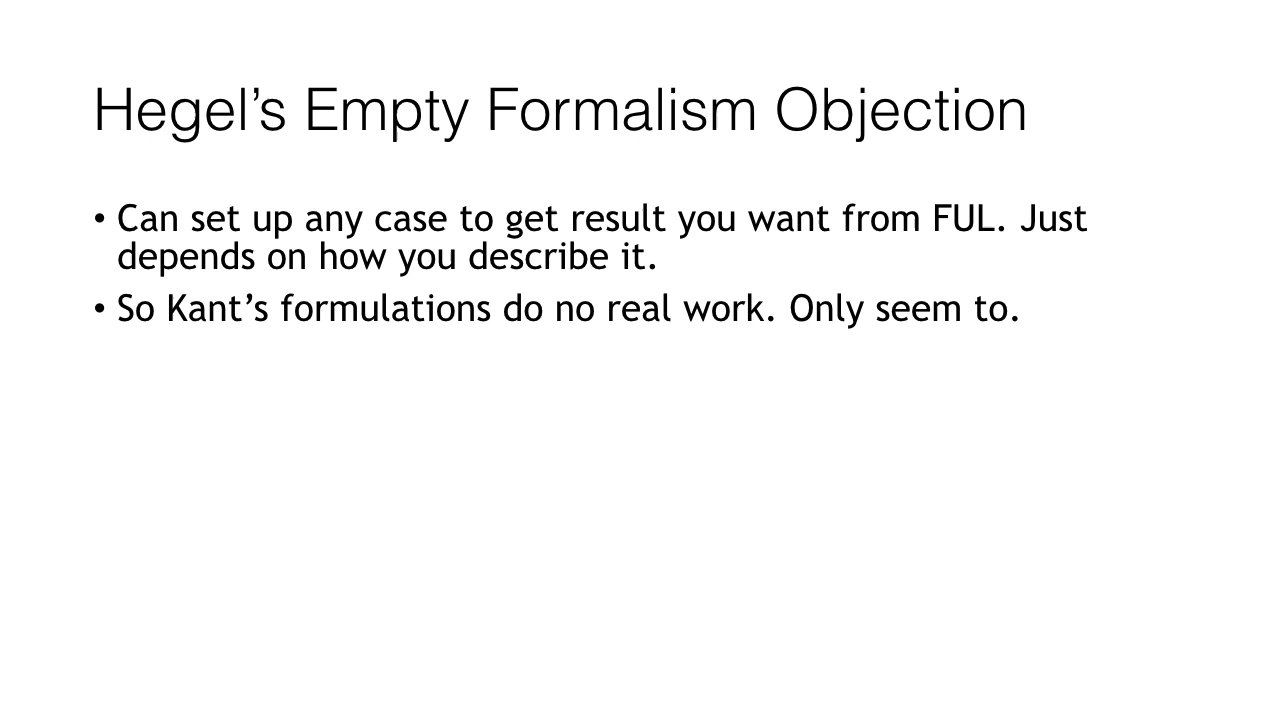 Hegel’s Empty Formalism Objection
• Can set up any case to get result you want from FUL. Just
depends on how you describe it.
• So Kant’s formulations do no real work. Only seem to.